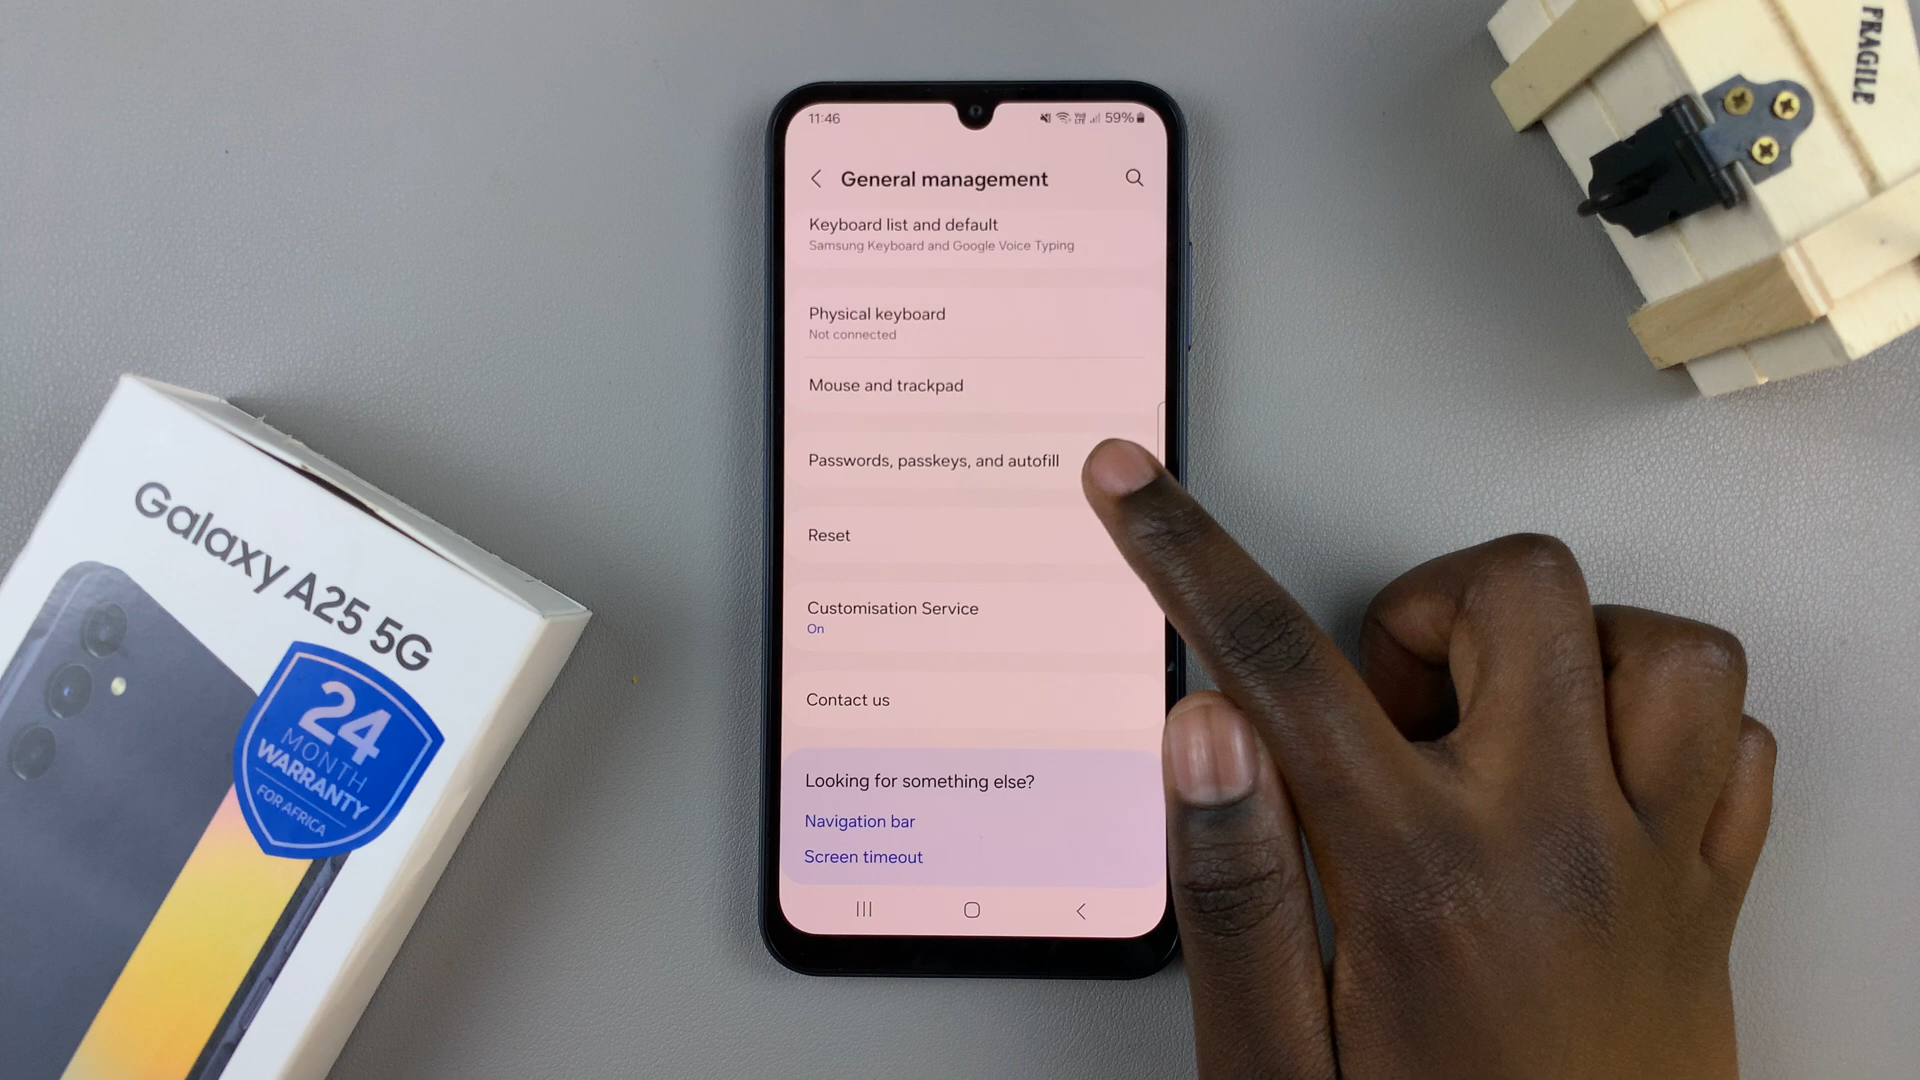 11:46
VoLTE 59%
General management
Keyboard list and default
Samsung Keyboard and Google Voice Typing
Physical keyboard
Not connected
Mouse and trackpad
Passwords, passkeys, and autofill
Reset
Customisation Service
On
Contact us
Looking for something else?
Navigation bar
Screen timeout
Galaxy A25 5G
24
MONTH
WARRANTY
FOR AFRICA
FRAGILE